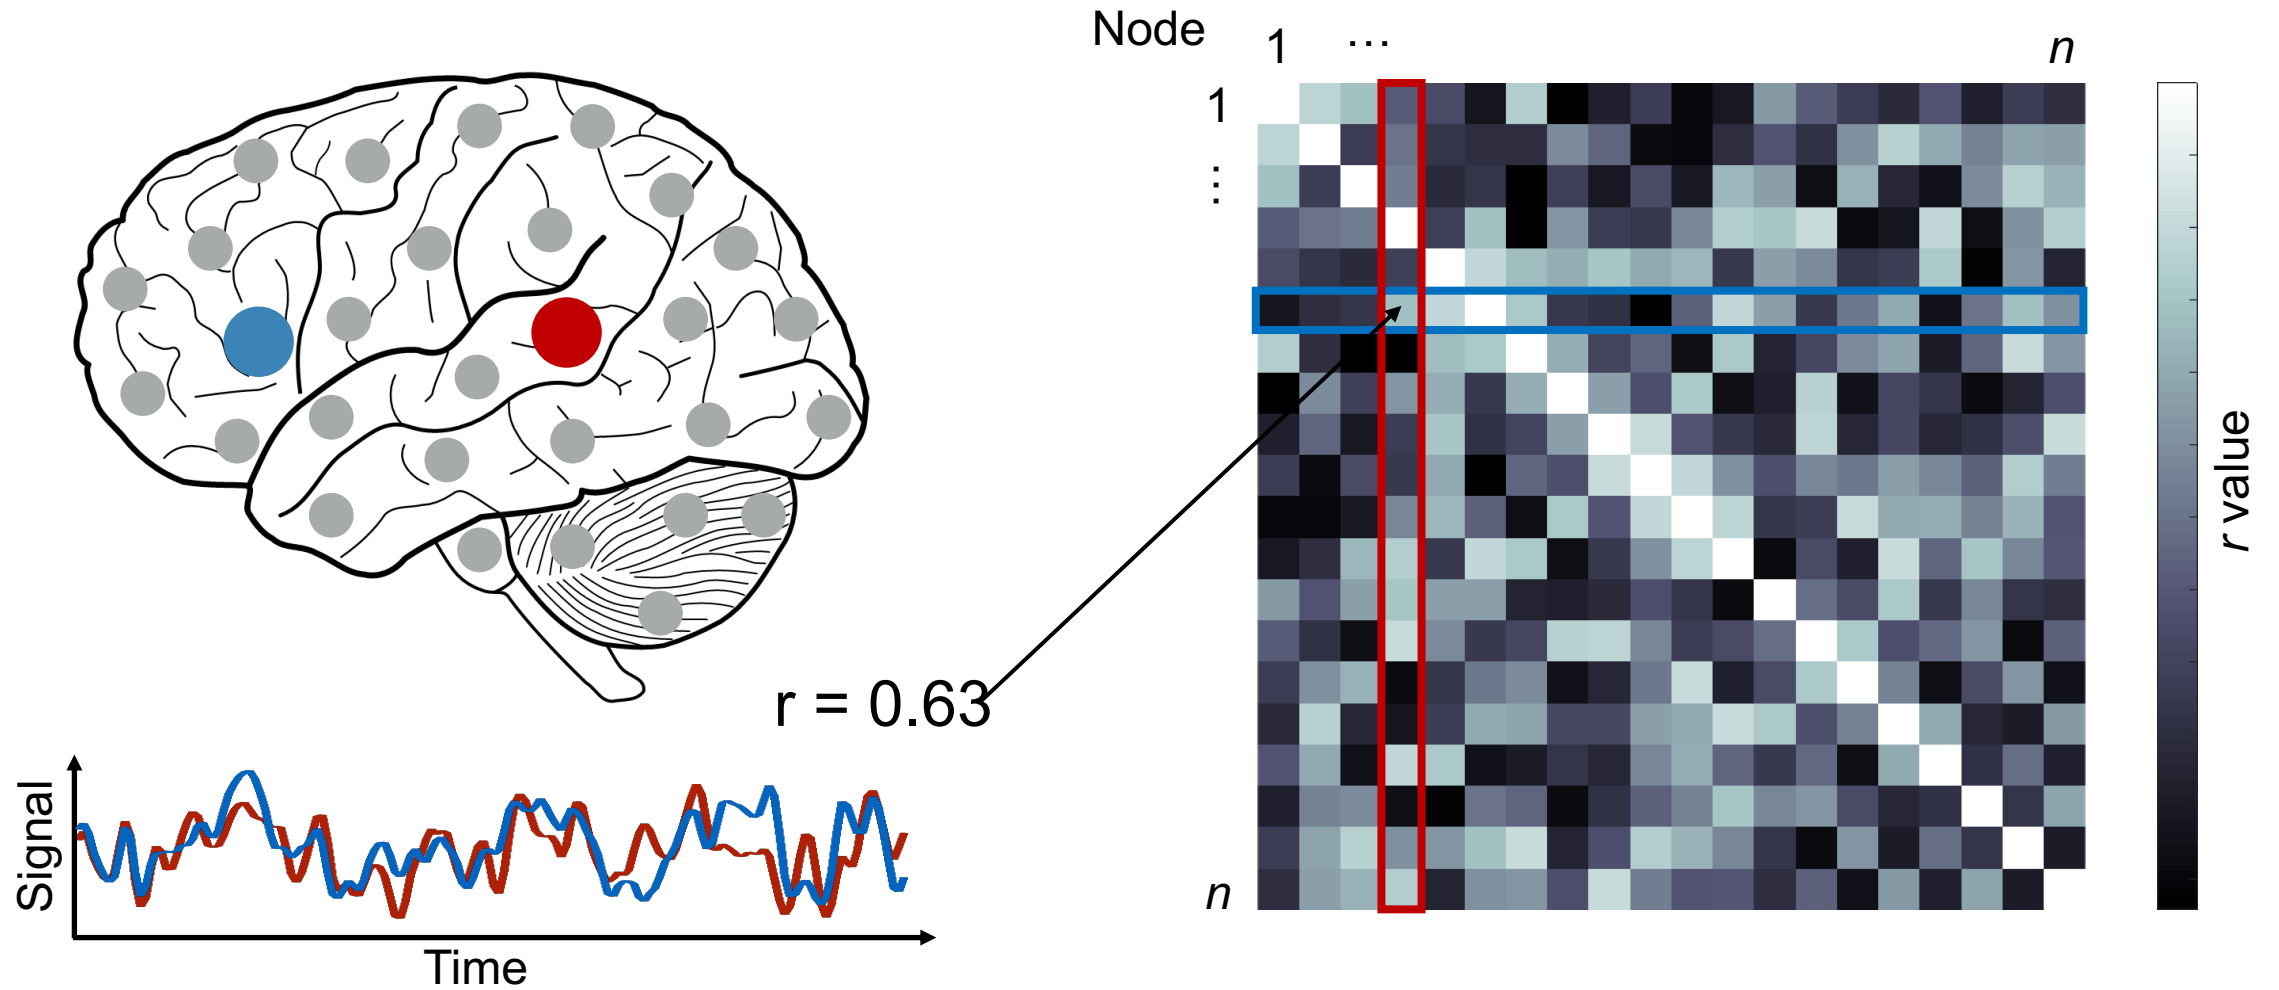 Node
1 … n
1
⋮
n
r value
r = 0.63
Signal
Time